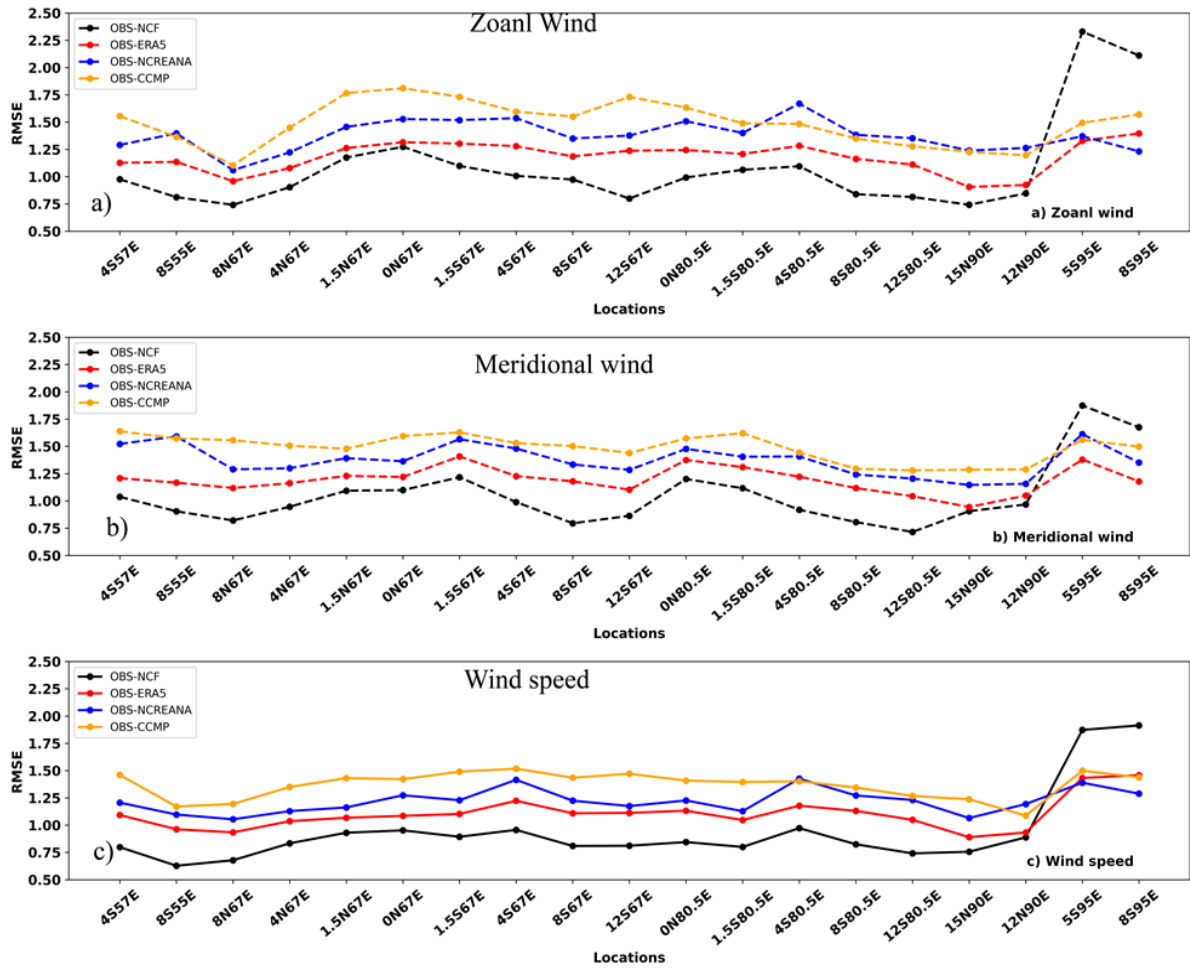 Zoanl Wind
2.50
2.25
2.00
1.75
1.50
1.25
1.00
0.75
0.50
RMSE
OBS-NCF
OBS-ERA5
OBS-NCREANA
OBS-CCMP
a)
a) Zoanl wind
4S57E 8S55E 8N67E 4N67E 1.5N67E 0N67E 1.5S67E 4S67E 8S67E 12S67E 0N80.5E 1.5S80.5E 4S80.5E 8S80.5E 12S80.5E 15N90E 12N90E 5S95E 8S95E
Locations
Meridional wind
2.50
2.25
2.00
1.75
1.50
1.25
1.00
0.75
0.50
RMSE
OBS-NCF
OBS-ERA5
OBS-NCREANA
OBS-CCMP
b)
b) Meridional wind
4S57E 8S55E 8N67E 4N67E 1.5N67E 0N67E 1.5S67E 4S67E 8S67E 12S67E 0N80.5E 1.5S80.5E 4S80.5E 8S80.5E 12S80.5E 15N90E 12N90E 5S95E 8S95E
Locations
Wind speed
2.50
2.25
2.00
1.75
1.50
1.25
1.00
0.75
0.50
RMSE
OBS-NCF
OBS-ERA5
OBS-NCREANA
OBS-CCMP
c)
c) Wind speed
4S57E 8S55E 8N67E 4N67E 1.5N67E 0N67E 1.5S67E 4S67E 8S67E 12S67E 0N80.5E 1.5S80.5E 4S80.5E 8S80.5E 12S80.5E 15N90E 12N90E 5S95E 8S95E
Locations